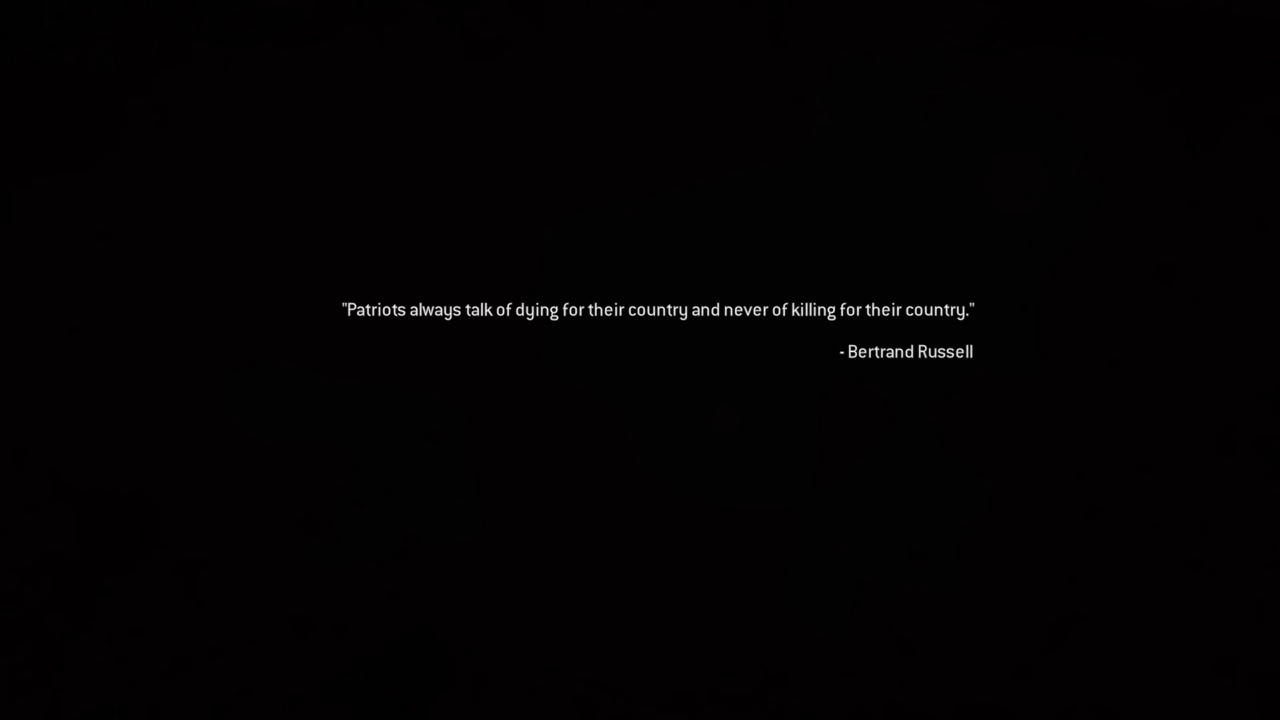 "Patriots always talk of dying for their country and never of killing for their country."
- Bertrand Russell